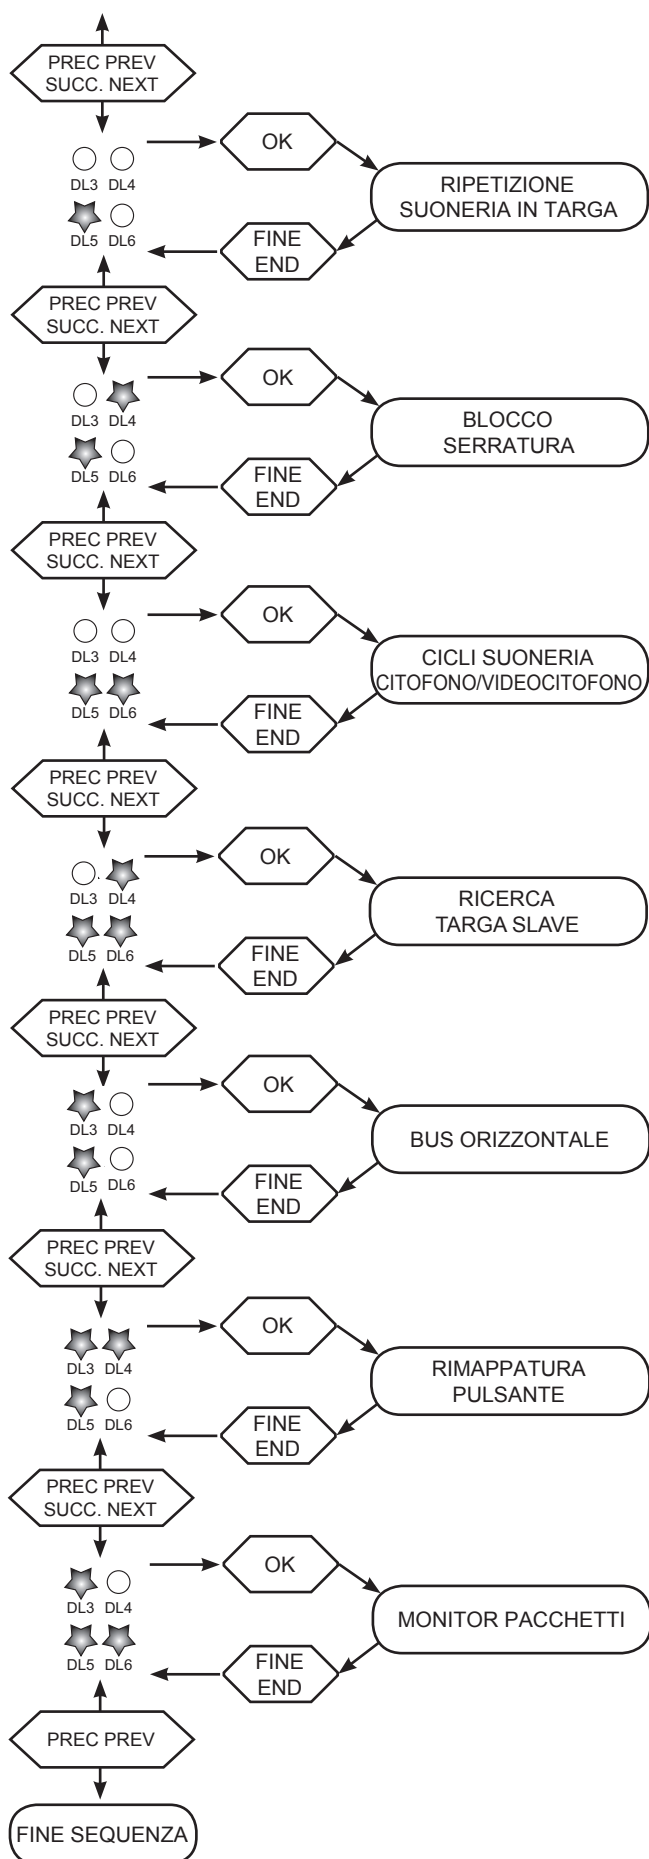 PREC PREV
SUCC. NEXT
OK
DL3 DL4
RIPETIZIONE
SUONERIA IN TARGA
DL5 DL6
FINE
END
PREC PREV
SUCC. NEXT
OK
DL3 DL4
BLOCCO
SERRATURA
DL5 DL6
FINE
END
PREC PREV
SUCC. NEXT
OK
DL3 DL4
CICLI SUONERIA
CITOFONO/VIDEOCITOFONO
DL5 DL6
FINE
END
PREC PREV
SUCC. NEXT
OK
DL3 DL4
RICERCA
TARGA SLAVE
DL5 DL6
FINE
END
PREC PREV
SUCC. NEXT
OK
DL3 DL4
BUS ORIZZONTALE
DL5 DL6
FINE
END
PREC PREV
SUCC. NEXT
OK
DL3 DL4
RIMAPPATURA
PULSANTE
DL5 DL6
FINE
END
PREC PREV
SUCC. NEXT
OK
DL3 DL4
MONITOR PACCHETTI
DL5 DL6
FINE
END
PREC PREV
FINE SEQUENZA